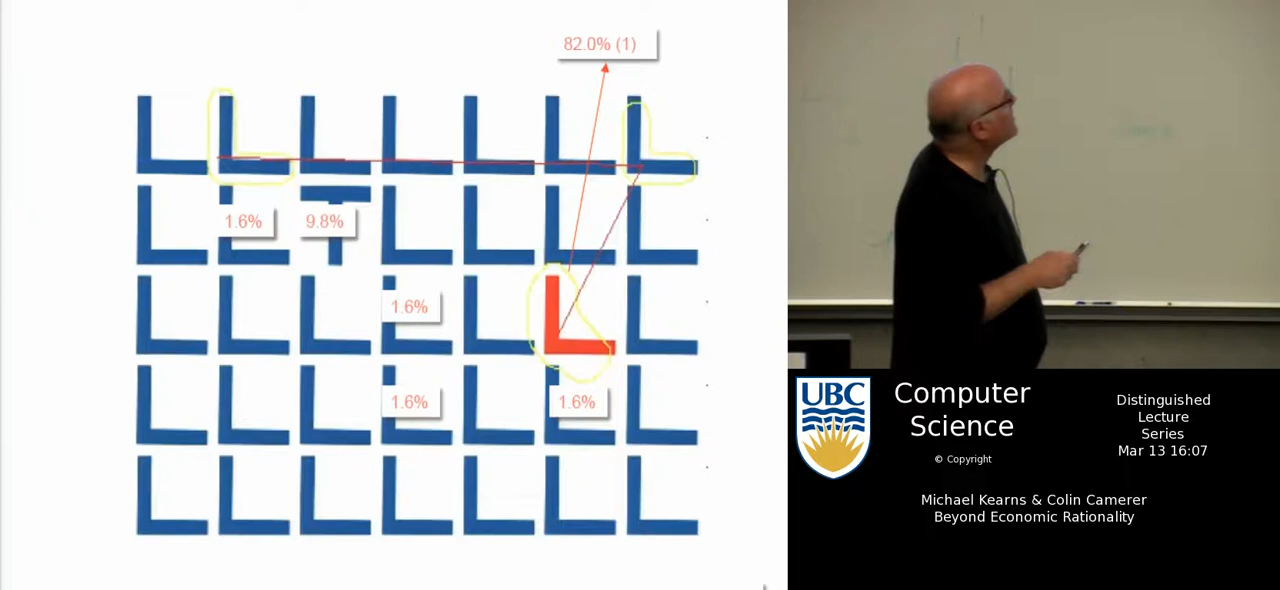 82.0% (1)
1.6%
9.8%
1.6%
1.6%
1.6%
UBC
Computer
Science
© Copyright
Distinguished
Lecture
Series
Mar 13 16:07
Michael Kearns & Colin Camerer
Beyond Economic Rationality